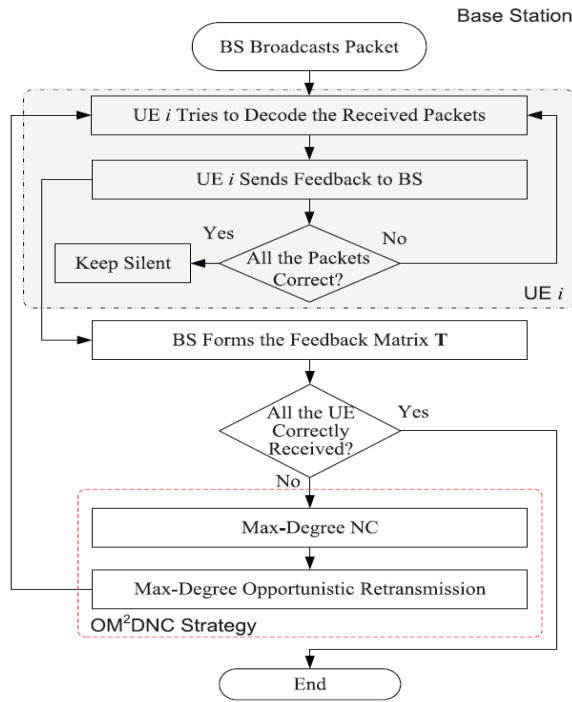 Base Station
BS Broadcasts Packet
UE i Tries to Decode the Received Packets
UE i Sends Feedback to BS
Yes
No
All the Packets
Correct?
Keep Silent
UE i
BS Forms the Feedback Matrix T
All the UE
Correctly
Received?
Yes
No
Max-Degree NC
Max-Degree Opportunistic Retransmission
OM²DNC Strategy
End